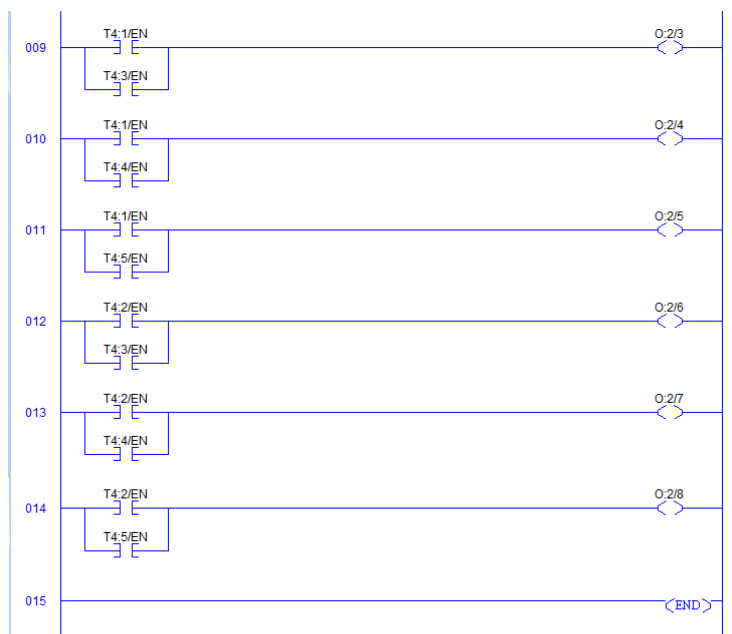 T4:1/EN O:2/3
009
T4:3/EN
T4:1/EN O:2/4
010
T4:4/EN
T4:1/EN O:2/5
011
T4:5/EN
T4:2/EN O:2/6
012
T4:3/EN
T4:2/EN O:2/7
013
T4:4/EN
T4:2/EN O:2/8
014
T4:5/EN
015 END